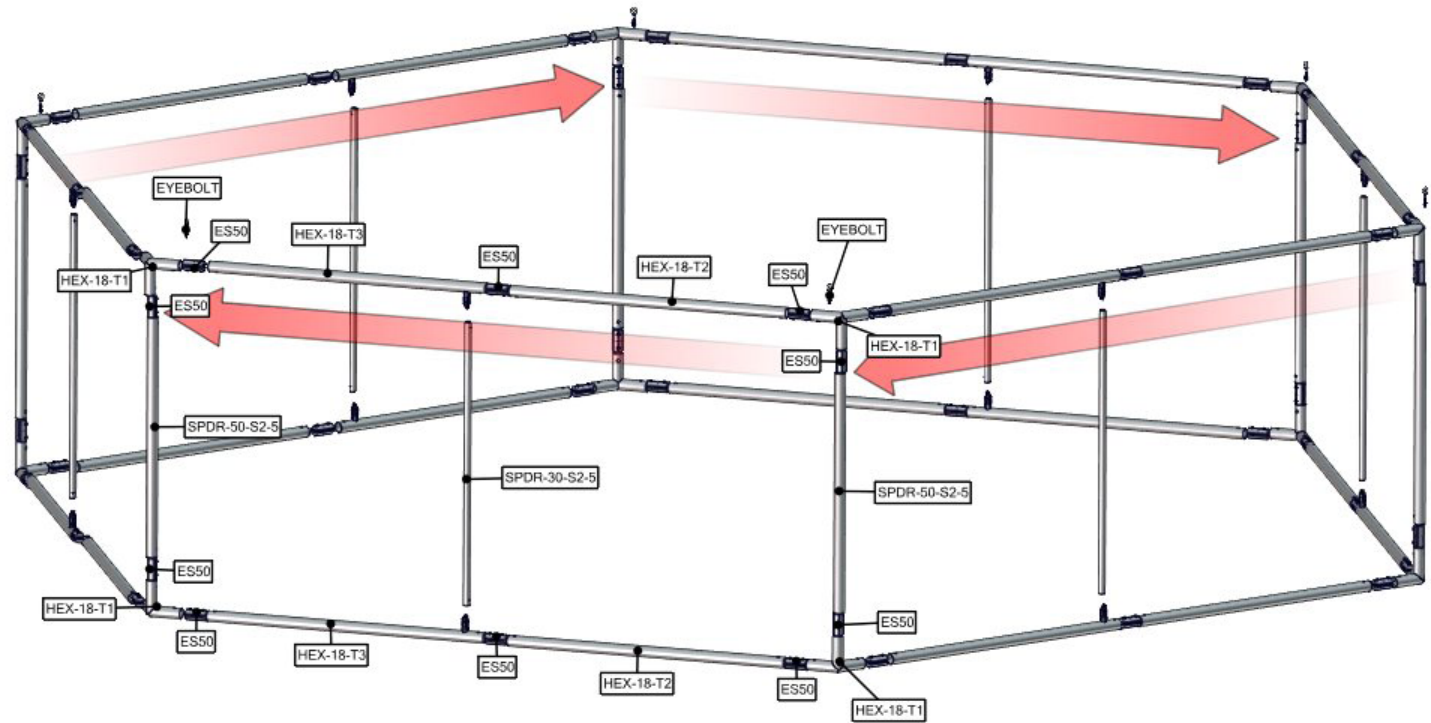 EYEBOLT
ES50
HEX-18-T3
EYEBOLT
ES50
HEX-18-T2
ES50
HEX-18-T1
ES50
HEX-18-T1
ES50
SPDR-50-S2-5
SPDR-30-S2-5
SPDR-50-S2-5
ES50
HEX-18-T1
ES50
ES50
HEX-18-T3
ES50
HEX-18-T2
ES50
HEX-18-T1